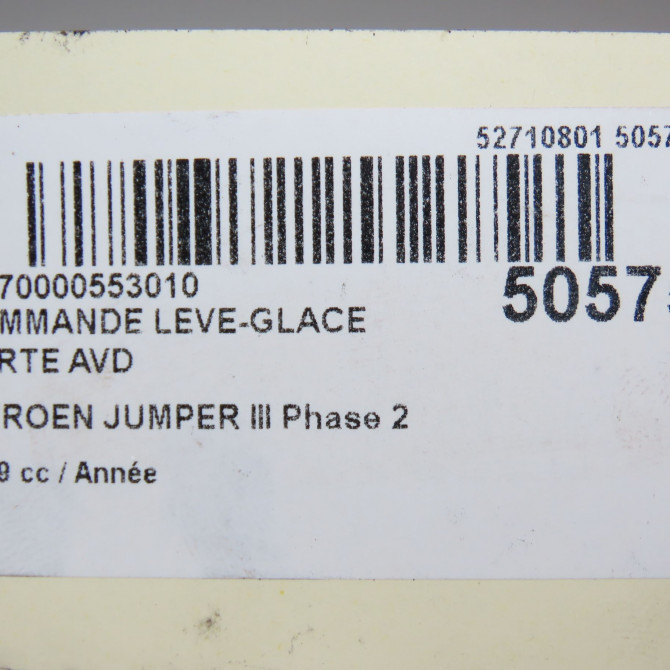 52710801 5057
70000553010
5057
MMANDE LEVE-GLACE
RTE AVD
ROEN JUMPER III Phase 2
9 cc / Année